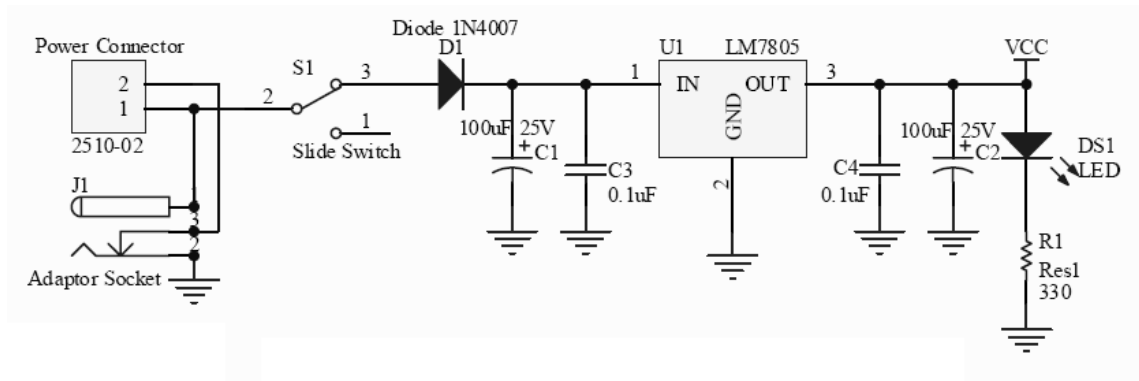 Power Connector
2
1
2510-02
J1
1
3
2
Adaptor Socket
S1
2
3
1
Slide Switch
Diode 1N4007
D1
100uF 25V
+
C1
C3
0.1uF
U1 LM7805
1
IN OUT
GND
2
3
C4
0.1uF
100uF 25V
+
C2
VCC
DS1
LED
R1
Res1
330